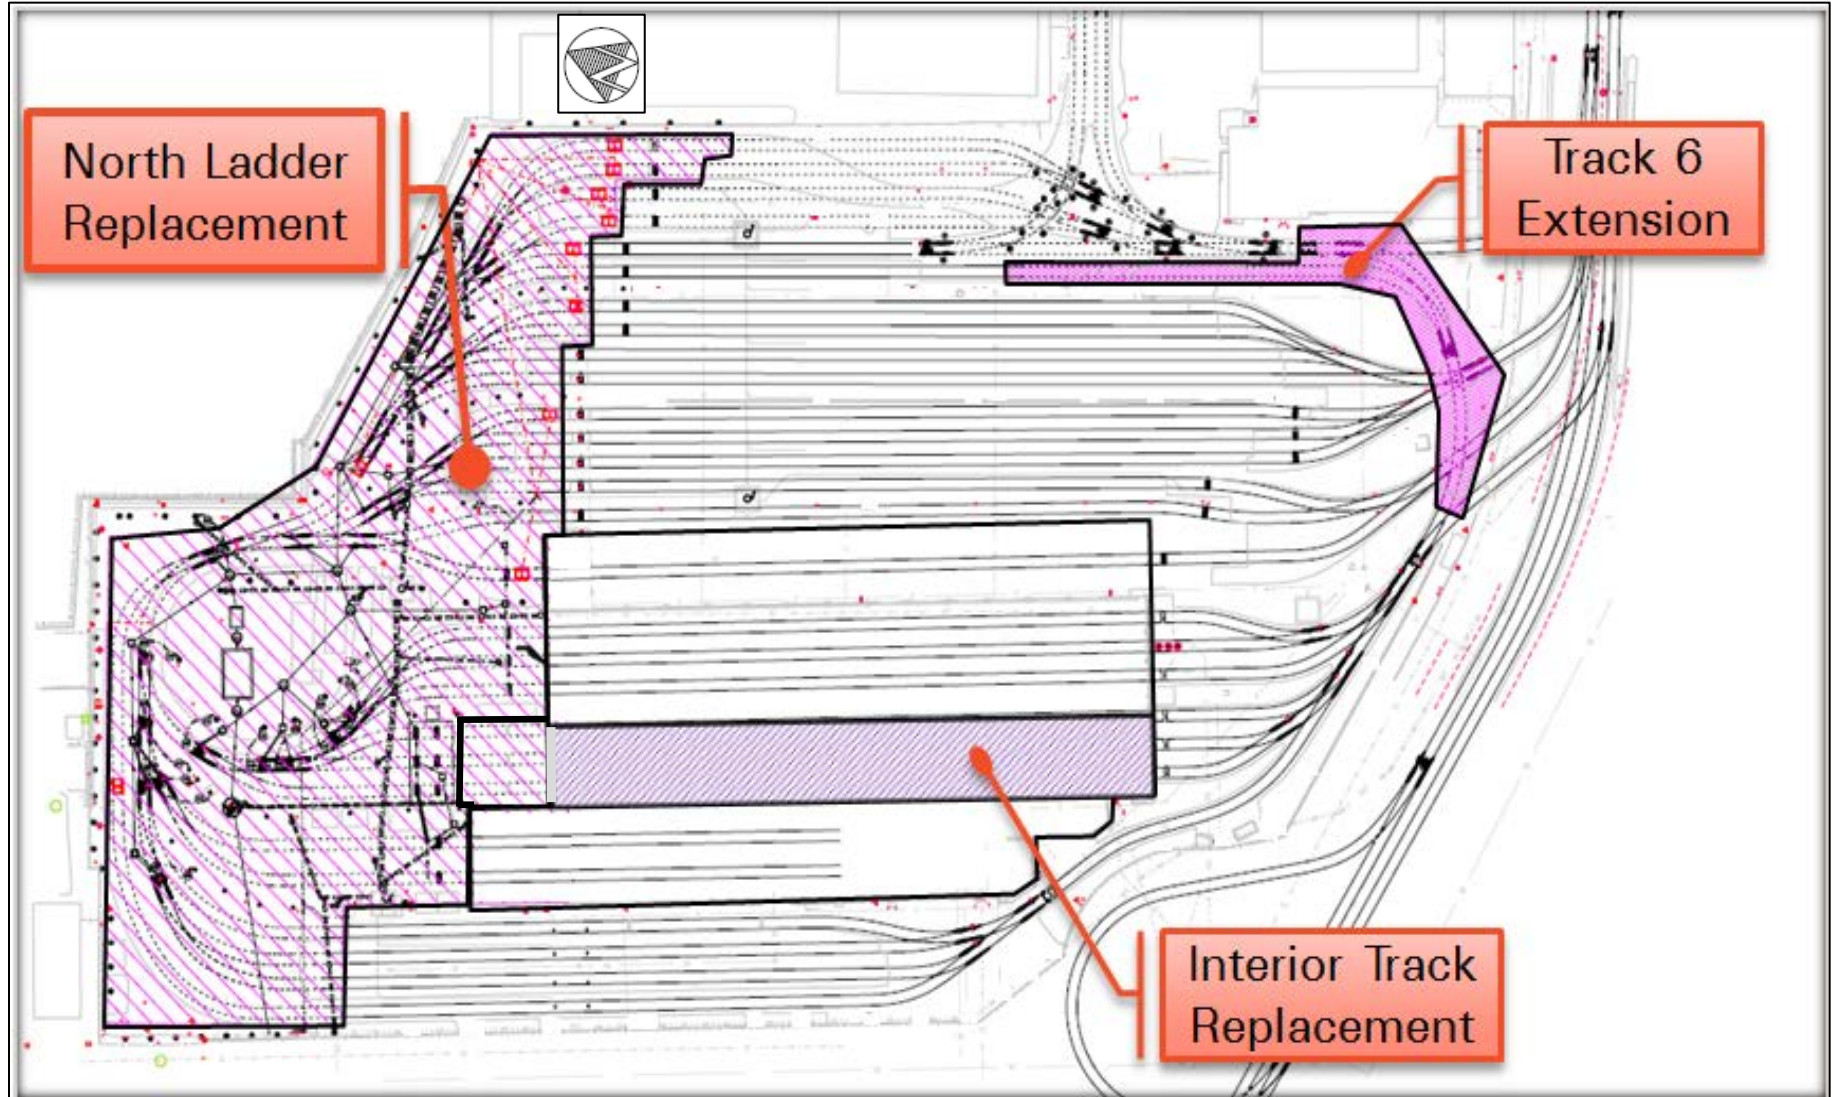 North Ladder
Replacement
Track 6
Extension
Interior Track
Replacement